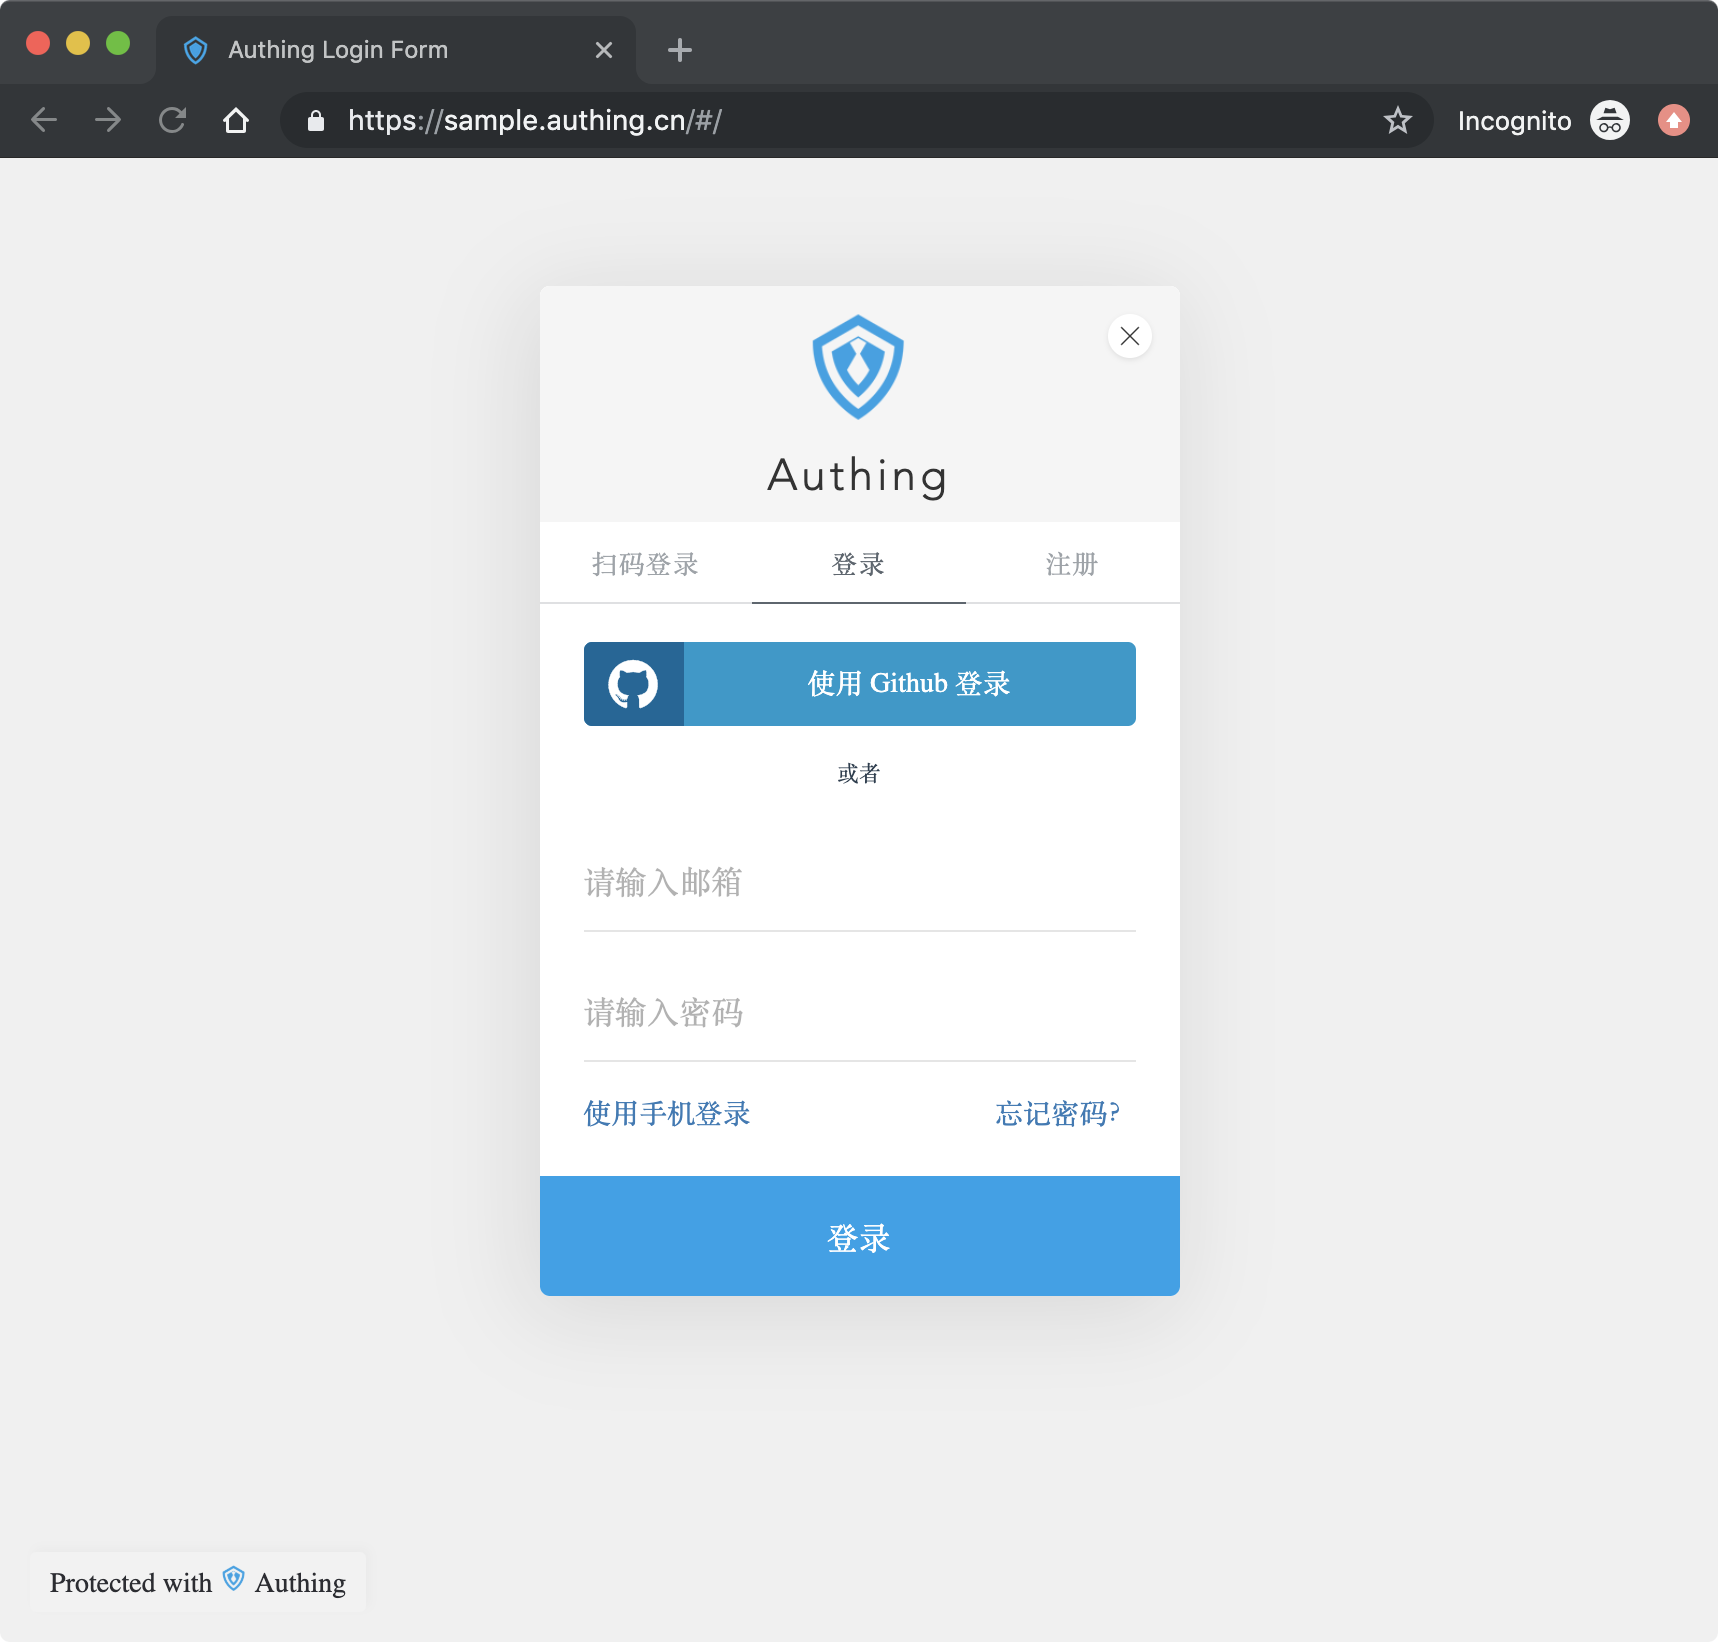 Authing Login Form
https://sample.authing.cn/#/
Incognito
Authing
扫码登录
登录
注册
使用 Github 登录
或者
请输入邮箱
请输入密码
使用手机登录
忘记密码?
登录
Protected with Authing